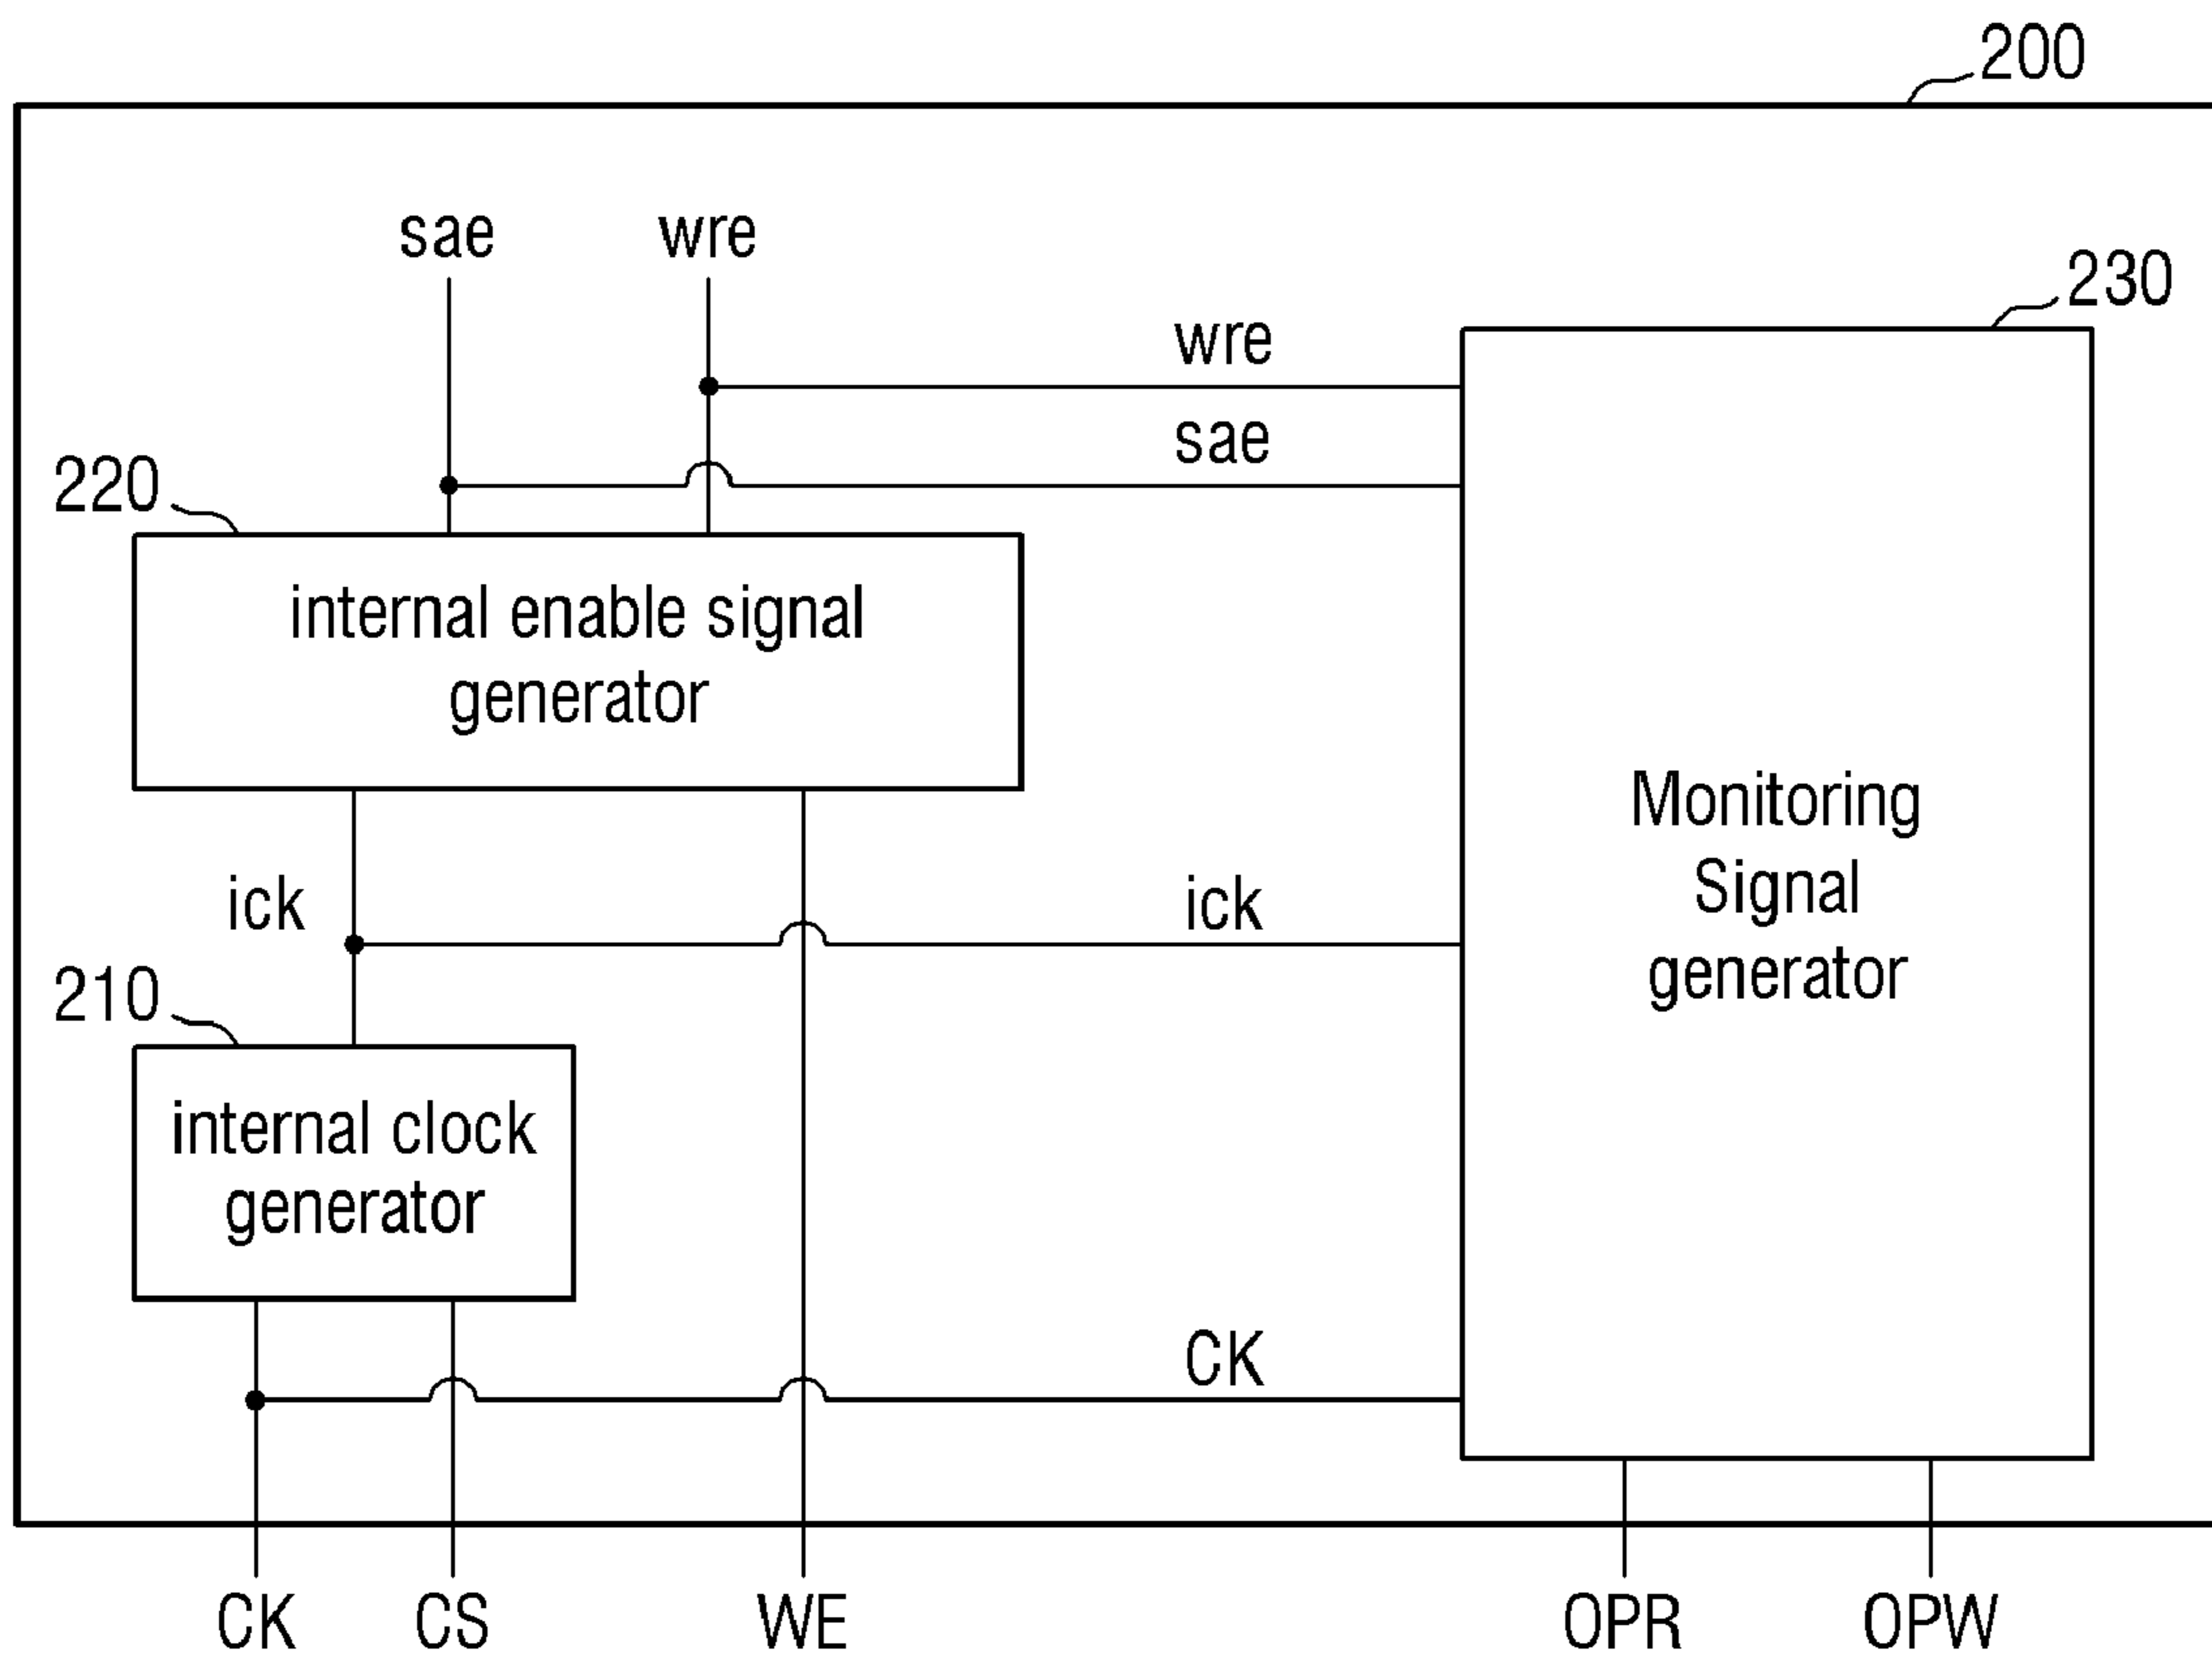 200
sae
wre
230
wre
sae
220
internal enable signal
generator
Monitoring
Signal
generator
ick
ick
210
internal clock
generator
CK
CK
CS
WE
OPR
OPW